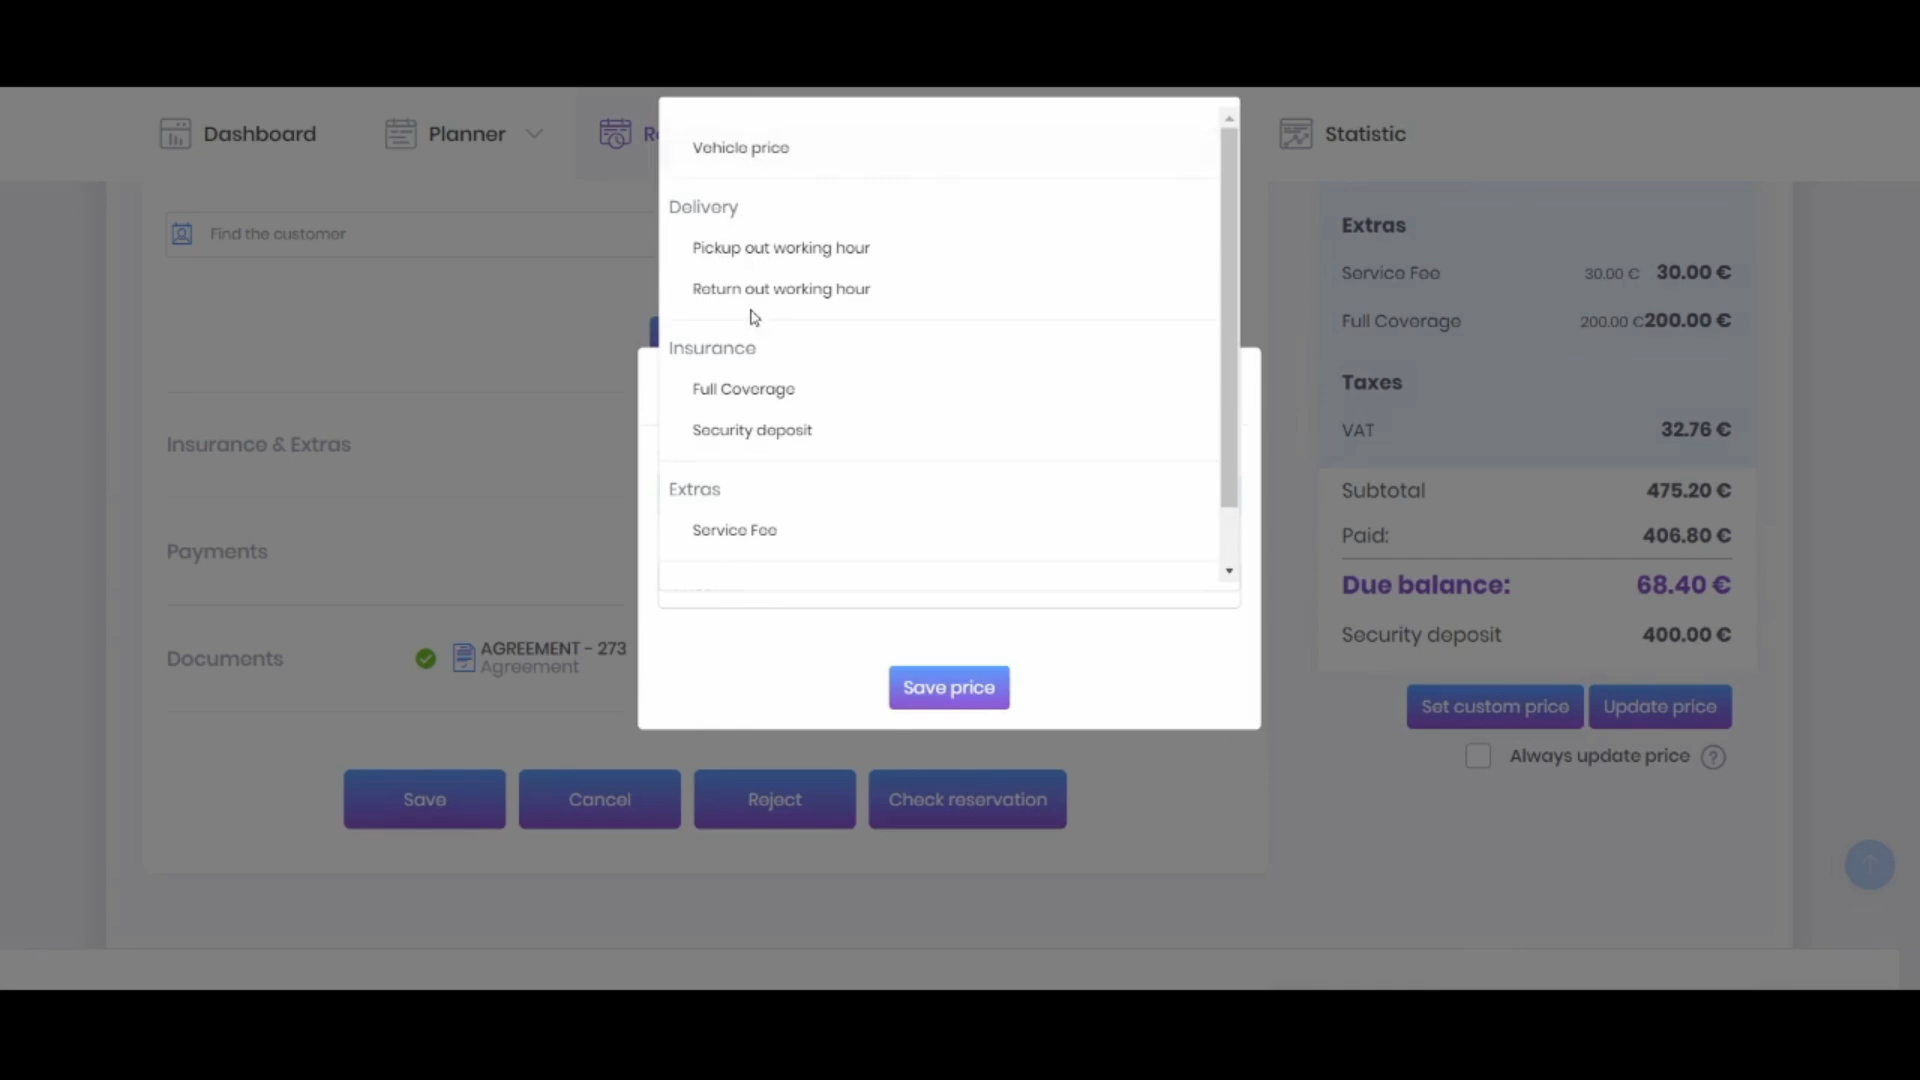 Dashboard
Planner
R
Statistic
Find the customer
Insurance & Extras
Payments
Documents
AGREEMENT - 273
Agreement
Vehicle price
Delivery
Pickup out working hour
Return out working hour
Insurance
Full Coverage
Security deposit
Extras
Service Fee
Save price
Save
Cancel
Reject
Check reservation
Extras
Service Fee 30.00 € 30.00 €
Full Coverage 200.00 € 200.00 €
Taxes
VAT 32.76 €
Subtotal 475.20 €
Paid: 406.80 €
Due balance: 68.40 €
Security deposit 400.00 €
Set custom price
Update price
Always update price ?